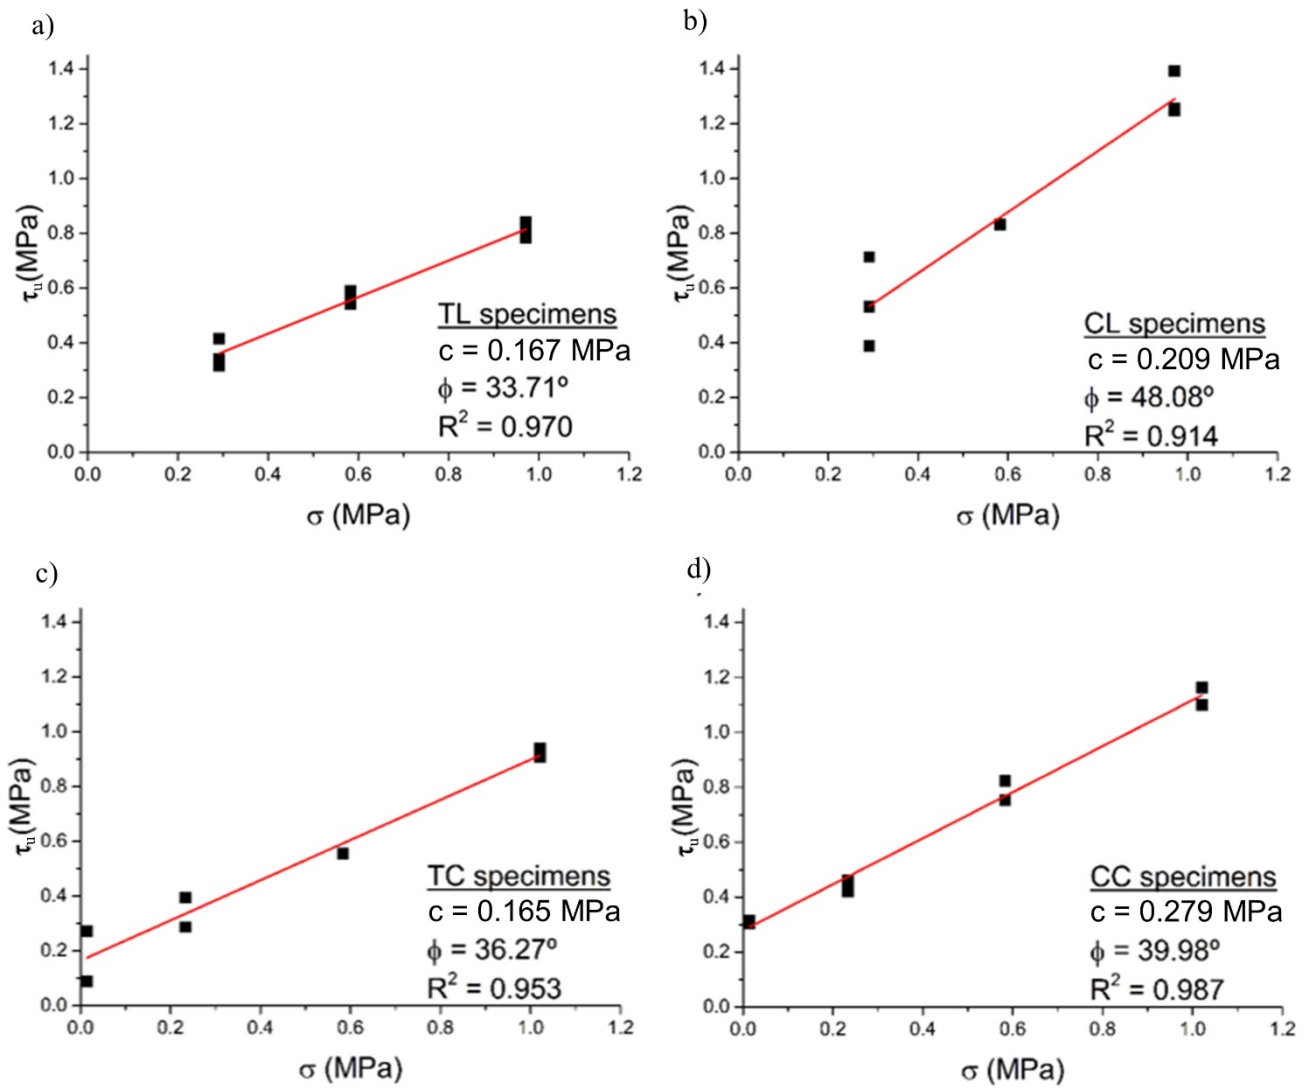 a)
1.4
1.2
1.0
0.8
0.6
0.4
0.2
0.0
τu(MPa)
0.0 0.2 0.4 0.6 0.8 1.0 1.2
σ (MPa)
TL specimens
c = 0.167 MPa
ϕ = 33.71º
R² = 0.970
b)
1.4
1.2
1.0
0.8
0.6
0.4
0.2
0.0
τu(MPa)
0.0 0.2 0.4 0.6 0.8 1.0 1.2
σ (MPa)
CL specimens
c = 0.209 MPa
ϕ = 48.08º
R² = 0.914
c)
1.4
1.2
1.0
0.8
0.6
0.4
0.2
0.0
τu(MPa)
0.0 0.2 0.4 0.6 0.8 1.0 1.2
σ (MPa)
TC specimens
c = 0.165 MPa
ϕ = 36.27º
R² = 0.953
d)
1.4
1.2
1.0
0.8
0.6
0.4
0.2
0.0
τu(MPa)
0.0 0.2 0.4 0.6 0.8 1.0 1.2
σ (MPa)
CC specimens
c = 0.279 MPa
ϕ = 39.98º
R² = 0.987